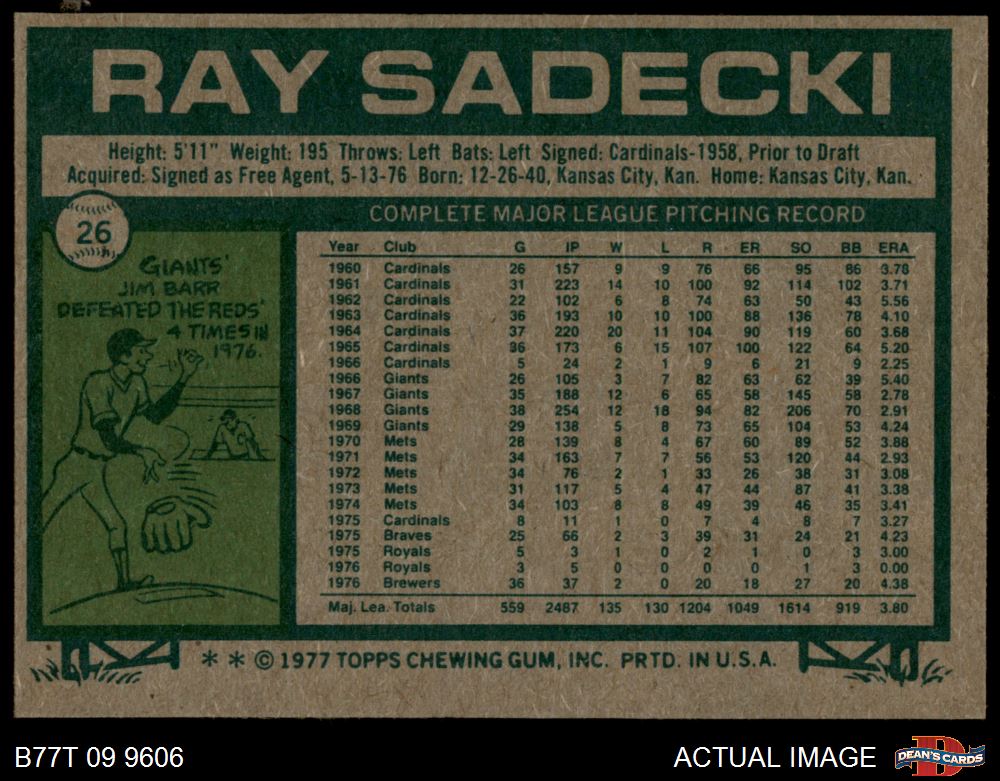 RAY SADECKI
Height: 5'11" Weight: 195 Throws: Left Bats: Left Signed: Cardinals-1958, Prior to Draft
Acquired: Signed as Free Agent, 5-13-76 Born: 12-26-40, Kansas City, Kan. Home: Kansas City, Kan.
26
GIANTS'
JIM BARR
DEFEATED THE REDS'
4 TIMES IN
1976.
COMPLETE MAJOR LEAGUE PITCHING RECORD
Year Club G IP W L R ER SO BB ERA
1960 Cardinals 26 157 9 9 76 66 95 86 3.78
1961 Cardinals 31 223 14 10 100 92 114 102 3.71
1962 Cardinals 22 102 6 8 74 63 50 43 5.56
1963 Cardinals 36 193 10 10 100 88 136 78 4.10
1964 Cardinals 37 220 20 11 104 90 119 60 3.68
1965 Cardinals 36 173 6 15 107 100 122 64 5.20
1966 Cardinals 5 24 2 1 9 6 21 9 2.25
1966 Giants 26 105 3 7 82 63 62 39 5.40
1967 Giants 35 188 12 6 65 58 145 58 2.78
1968 Giants 38 254 12 18 94 82 206 70 2.91
1969 Giants 29 138 5 8 73 65 104 53 4.24
1970 Mets 28 139 8 4 67 60 89 52 3.88
1971 Mets 34 163 7 7 56 53 120 44 2.93
1972 Mets 34 76 2 1 33 26 38 31 3.08
1973 Mets 31 117 5 4 47 44 87 41 3.38
1974 Mets 34 103 8 8 49 39 46 35 3.41
1975 Cardinals 8 11 1 0 7 4 8 7 3.27
1975 Braves 25 66 2 3 39 31 24 21 4.23
1975 Royals 5 3 1 0 2 1 0 3 3.00
1976 Royals 3 5 0 0 0 0 1 3 0.00
1976 Brewers 36 37 2 0 20 18 27 20 4.38
Maj. Lea. Totals 559 2487 135 130 1204 1049 1614 919 3.80
* * © 1977 TOPPS CHEWING GUM, INC. PRTD. IN U.S.A.
B77T 09 9606
ACTUAL IMAGE
D
DEAN'S CARDS